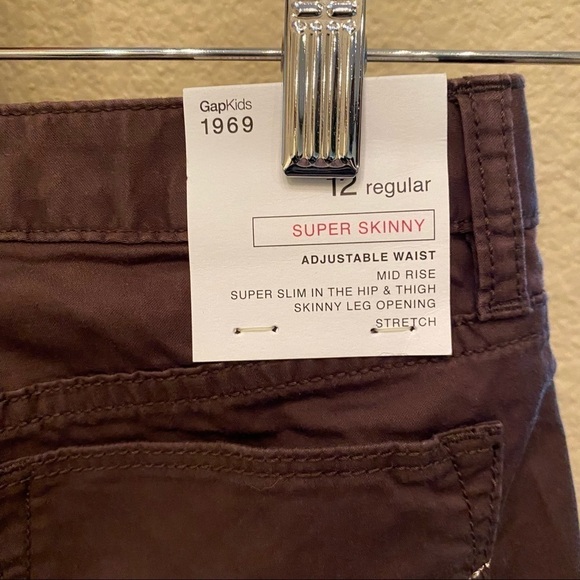 GapKids
1969
12 regular
SUPER SKINNY
ADJUSTABLE WAIST
MID RISE
SUPER SLIM IN THE HIP & THIGH
SKINNY LEG OPENING
STRETCH